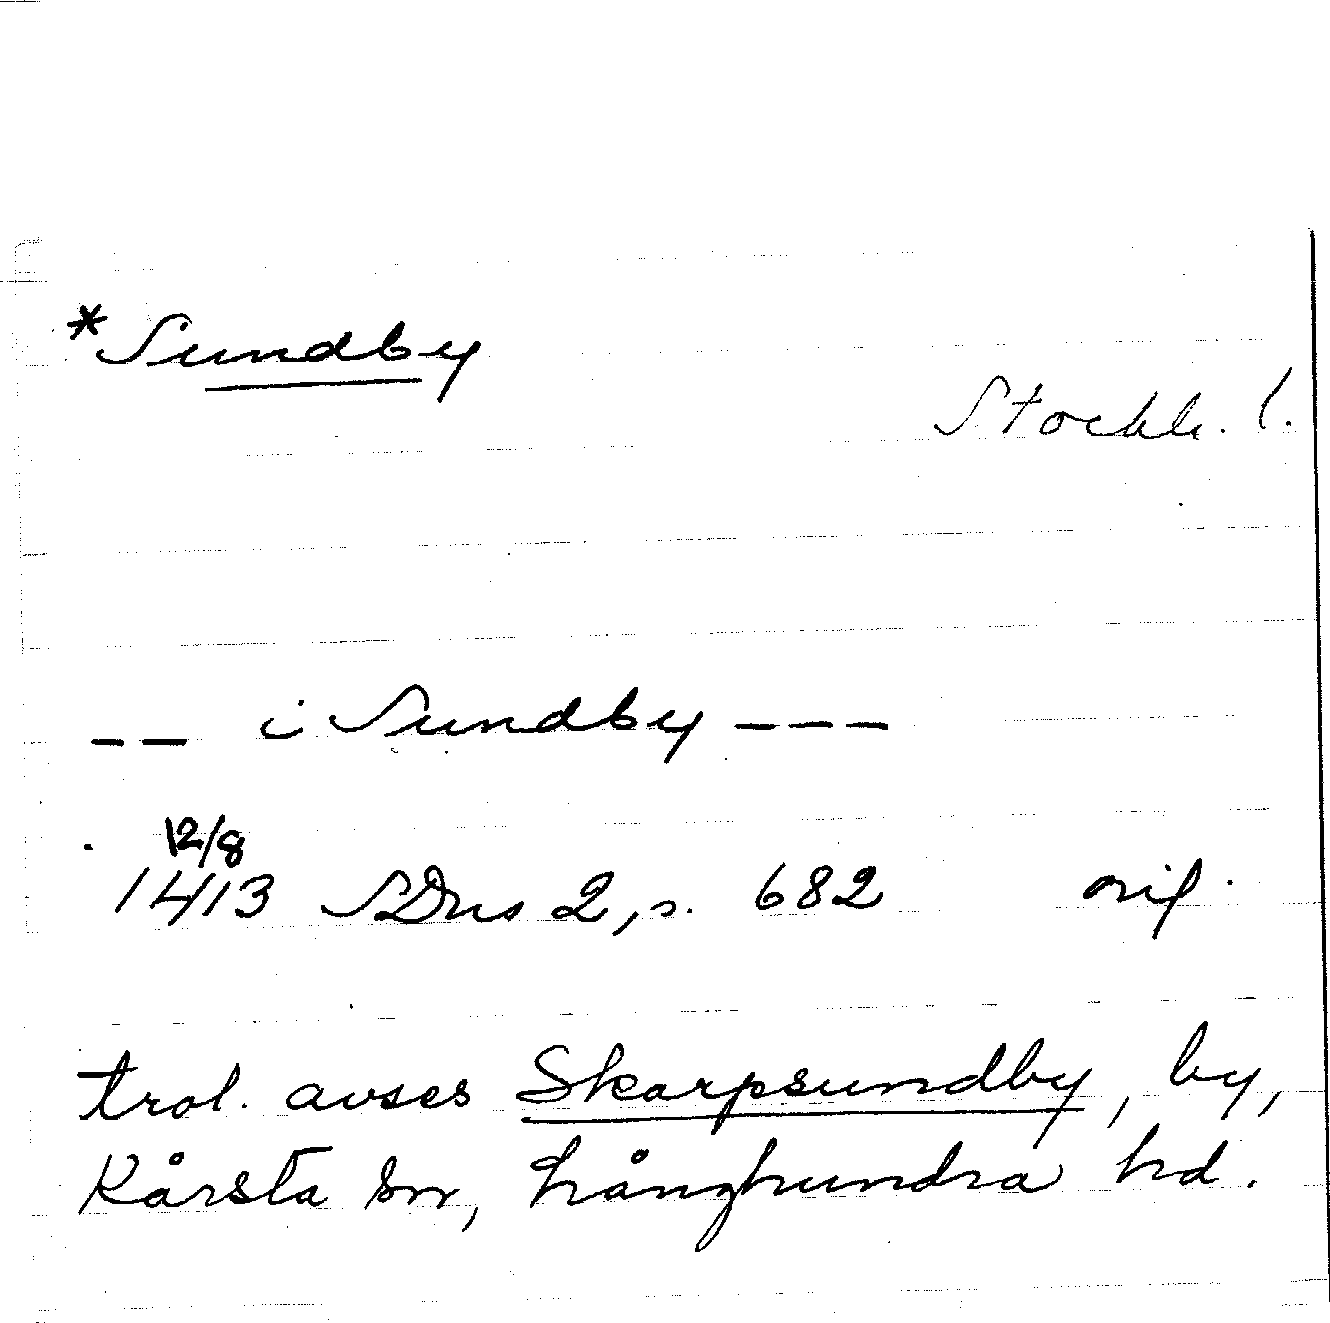 *Sundby
Stockh. l.
-- i Sundby ---
12/8
1413 SDns 2, s. 682 orig.
trol. avses Skarpsundby, by,
Kårsta sn, Långhundra hd.